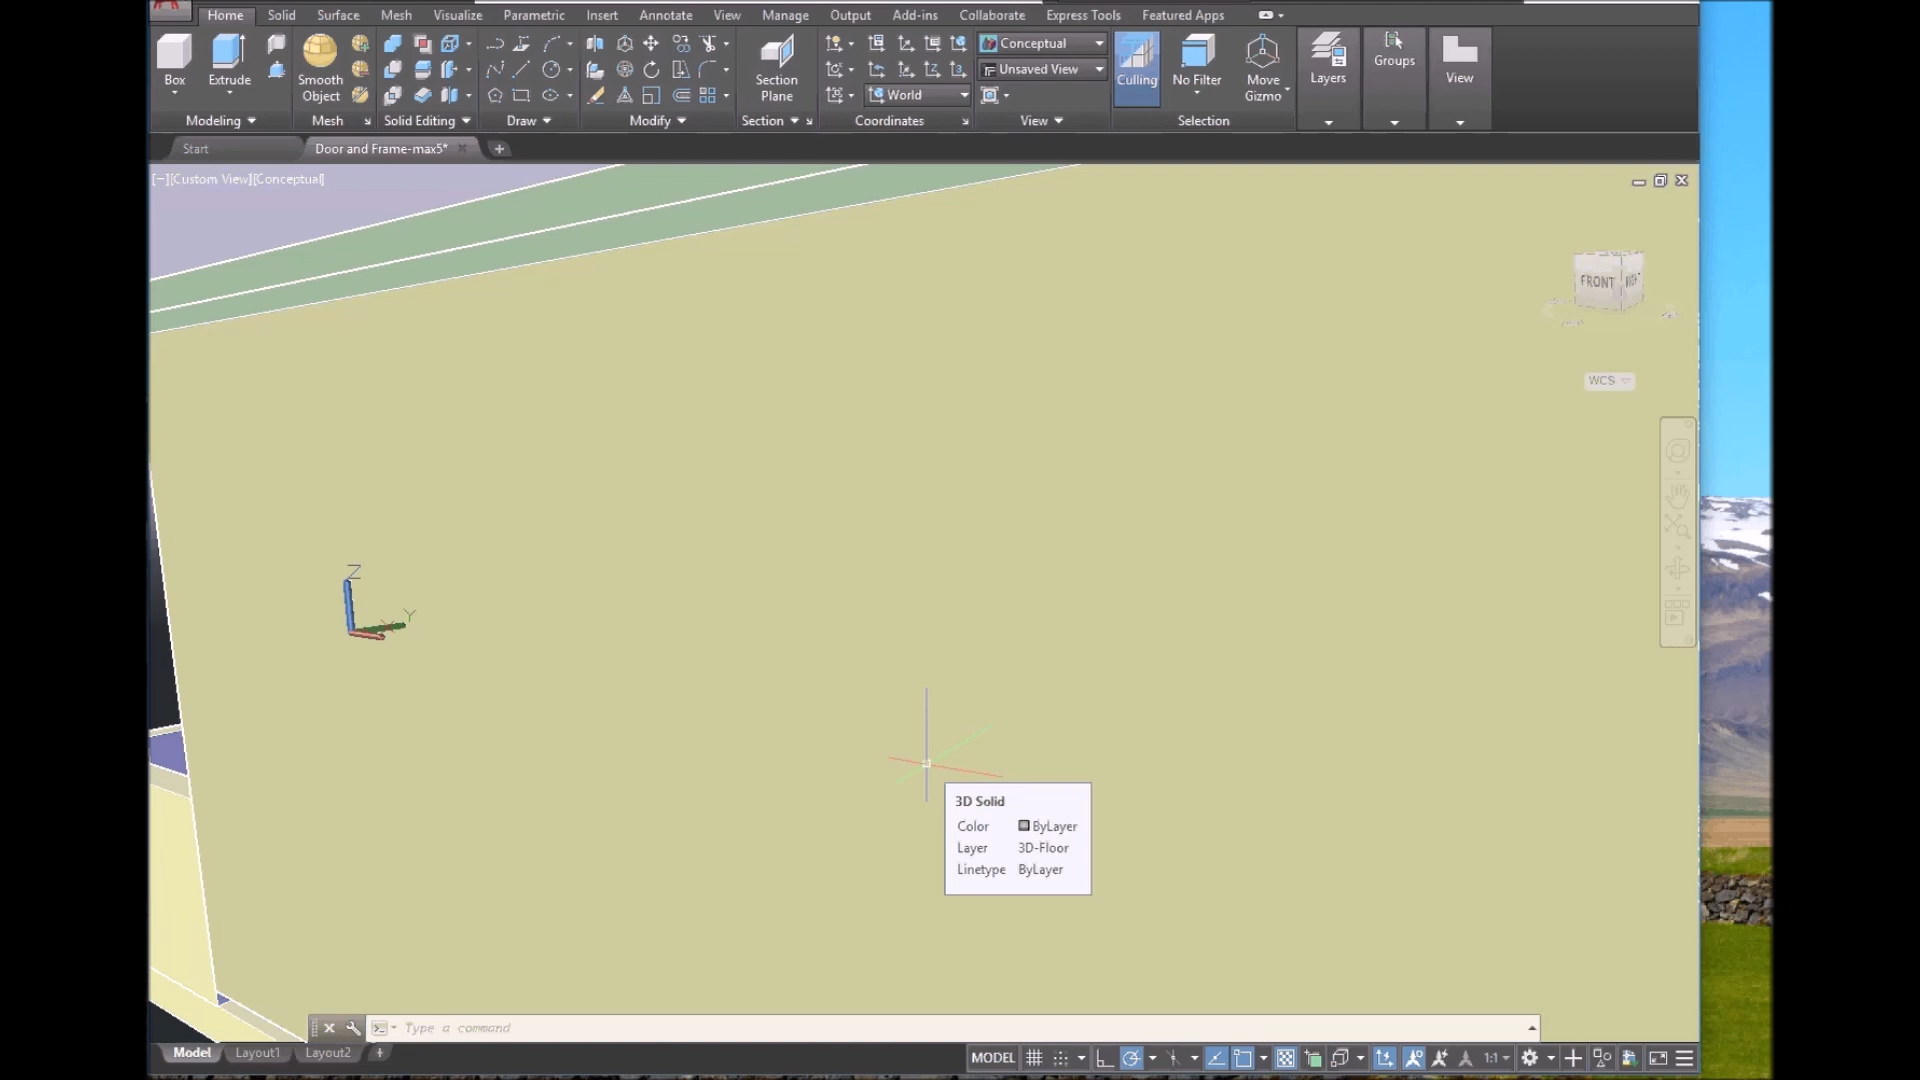 Home Solid Surface Mesh Visualize Parametric Insert Annotate View Manage Output Add-ins Collaborate Express Tools Featured Apps
Box Extrude Smooth Object Section Plane Conceptual Unsaved View World Culling No Filter Move Gizmo Layers Groups View
Modeling Mesh Solid Editing Draw Modify Section Coordinates View Selection
Start Door and Frame-max5*
[−][Custom View][Conceptual]
FRONT
WCS
Z
Y
X
3D Solid
Color ByLayer
Layer 3D-Floor
Linetype ByLayer
Type a command
Model Layout1 Layout2 +
MODEL 1:1